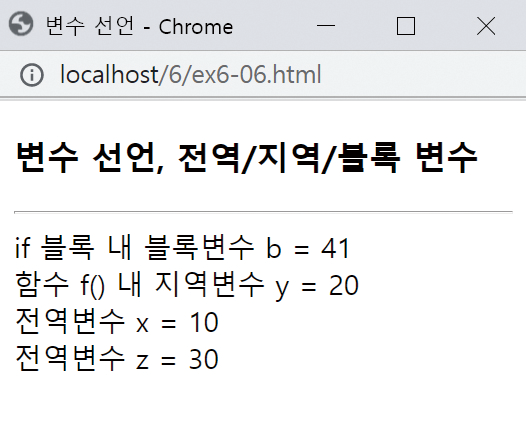 변수 선언 - Chrome
localhost/6/ex6-06.html
변수 선언, 전역/지역/블록 변수
if 블록 내 블록변수 b = 41
함수 f() 내 지역변수 y = 20
전역변수 x = 10
전역변수 z = 30